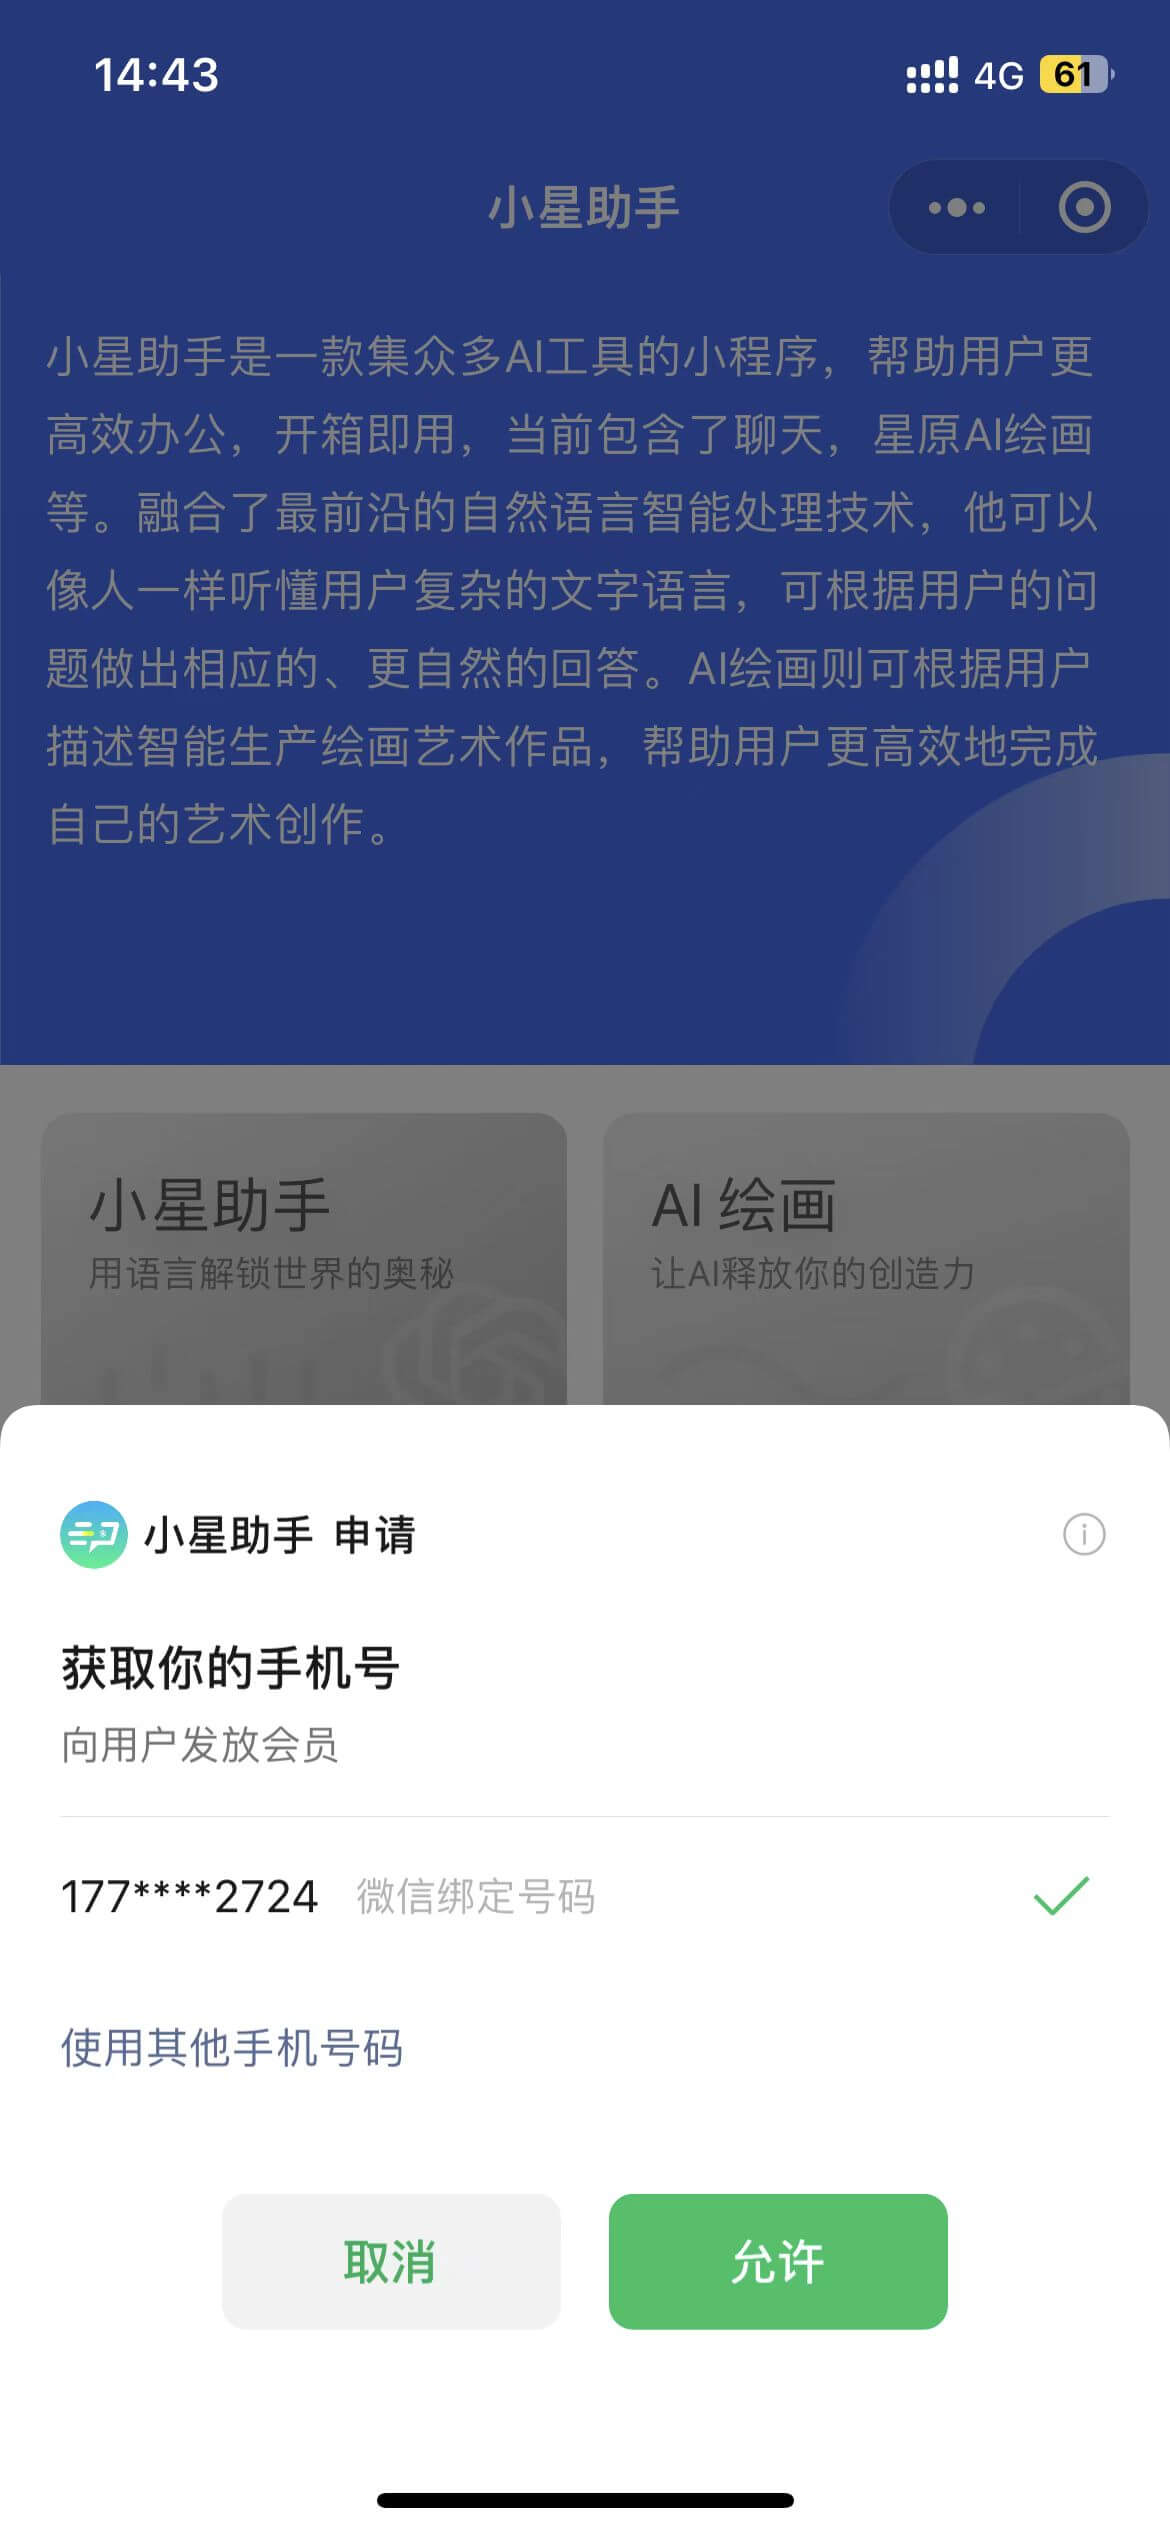 14:43
4G 61
小星助手
小星助手是一款集众多AI工具的小程序，帮助用户更
高效办公，开箱即用，当前包含了聊天，星原AI绘画
等。融合了最前沿的自然语言智能处理技术，他可以
像人一样听懂用户复杂的文字语言，可根据用户的问
题做出相应的、更自然的回答。AI绘画则可根据用户
描述智能生产绘画艺术作品，帮助用户更高效地完成
自己的艺术创作。
小星助手
用语言解锁世界的奥秘
AI 绘画
让AI释放你的创造力
小星助手 申请
获取你的手机号
向用户发放会员
177****2724 微信绑定号码
使用其他手机号码
取消
允许